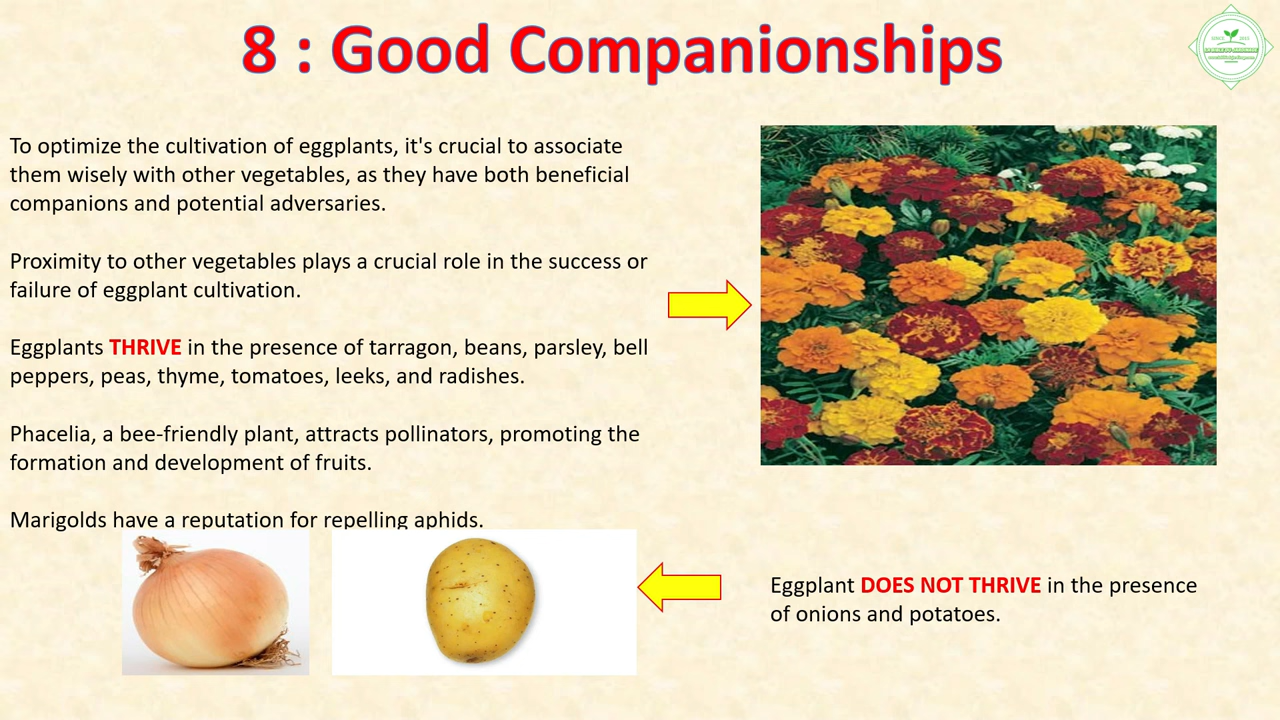 8 : Good Companionships
SINCE 2023
To optimize the cultivation of eggplants, it's crucial to associate
them wisely with other vegetables, as they have both beneficial
companions and potential adversaries.
Proximity to other vegetables plays a crucial role in the success or
failure of eggplant cultivation.
Eggplants THRIVE in the presence of tarragon, beans, parsley, bell
peppers, peas, thyme, tomatoes, leeks, and radishes.
Phacelia, a bee-friendly plant, attracts pollinators, promoting the
formation and development of fruits.
Marigolds have a reputation for repelling aphids.
Eggplant DOES NOT THRIVE in the presence
of onions and potatoes.